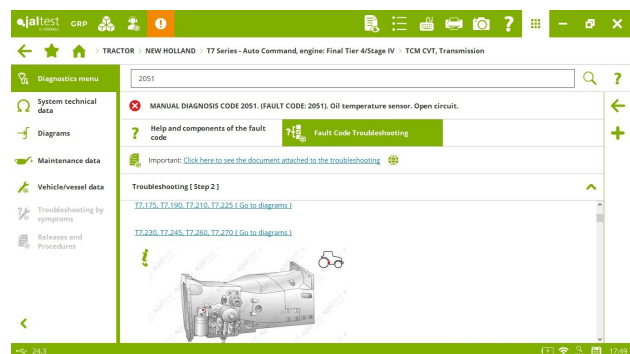 jaltest GRP
TRACTOR > NEW HOLLAND > T7 Series - Auto Command, engine: Final Tier 4/Stage IV > TCM CVT, Transmission
Diagnostics menu
2051
System technical data
MANUAL DIAGNOSIS CODE 2051. (FAULT CODE: 2051). Oil temperature sensor. Open circuit.
Diagrams
Help and components of the fault code
Fault Code Troubleshooting
Maintenance data
Important: Click here to see the document attached to the troubleshooting
Vehicle/vessel data
Troubleshooting [ Step 2 ]
Troubleshooting by symptoms
T7.175, T7.190, T7.210, T7.225 ( Go to diagrams )
Releases and Procedures
T7.230, T7.245, T7.260, T7.270 ( Go to diagrams )
24.3
17:49